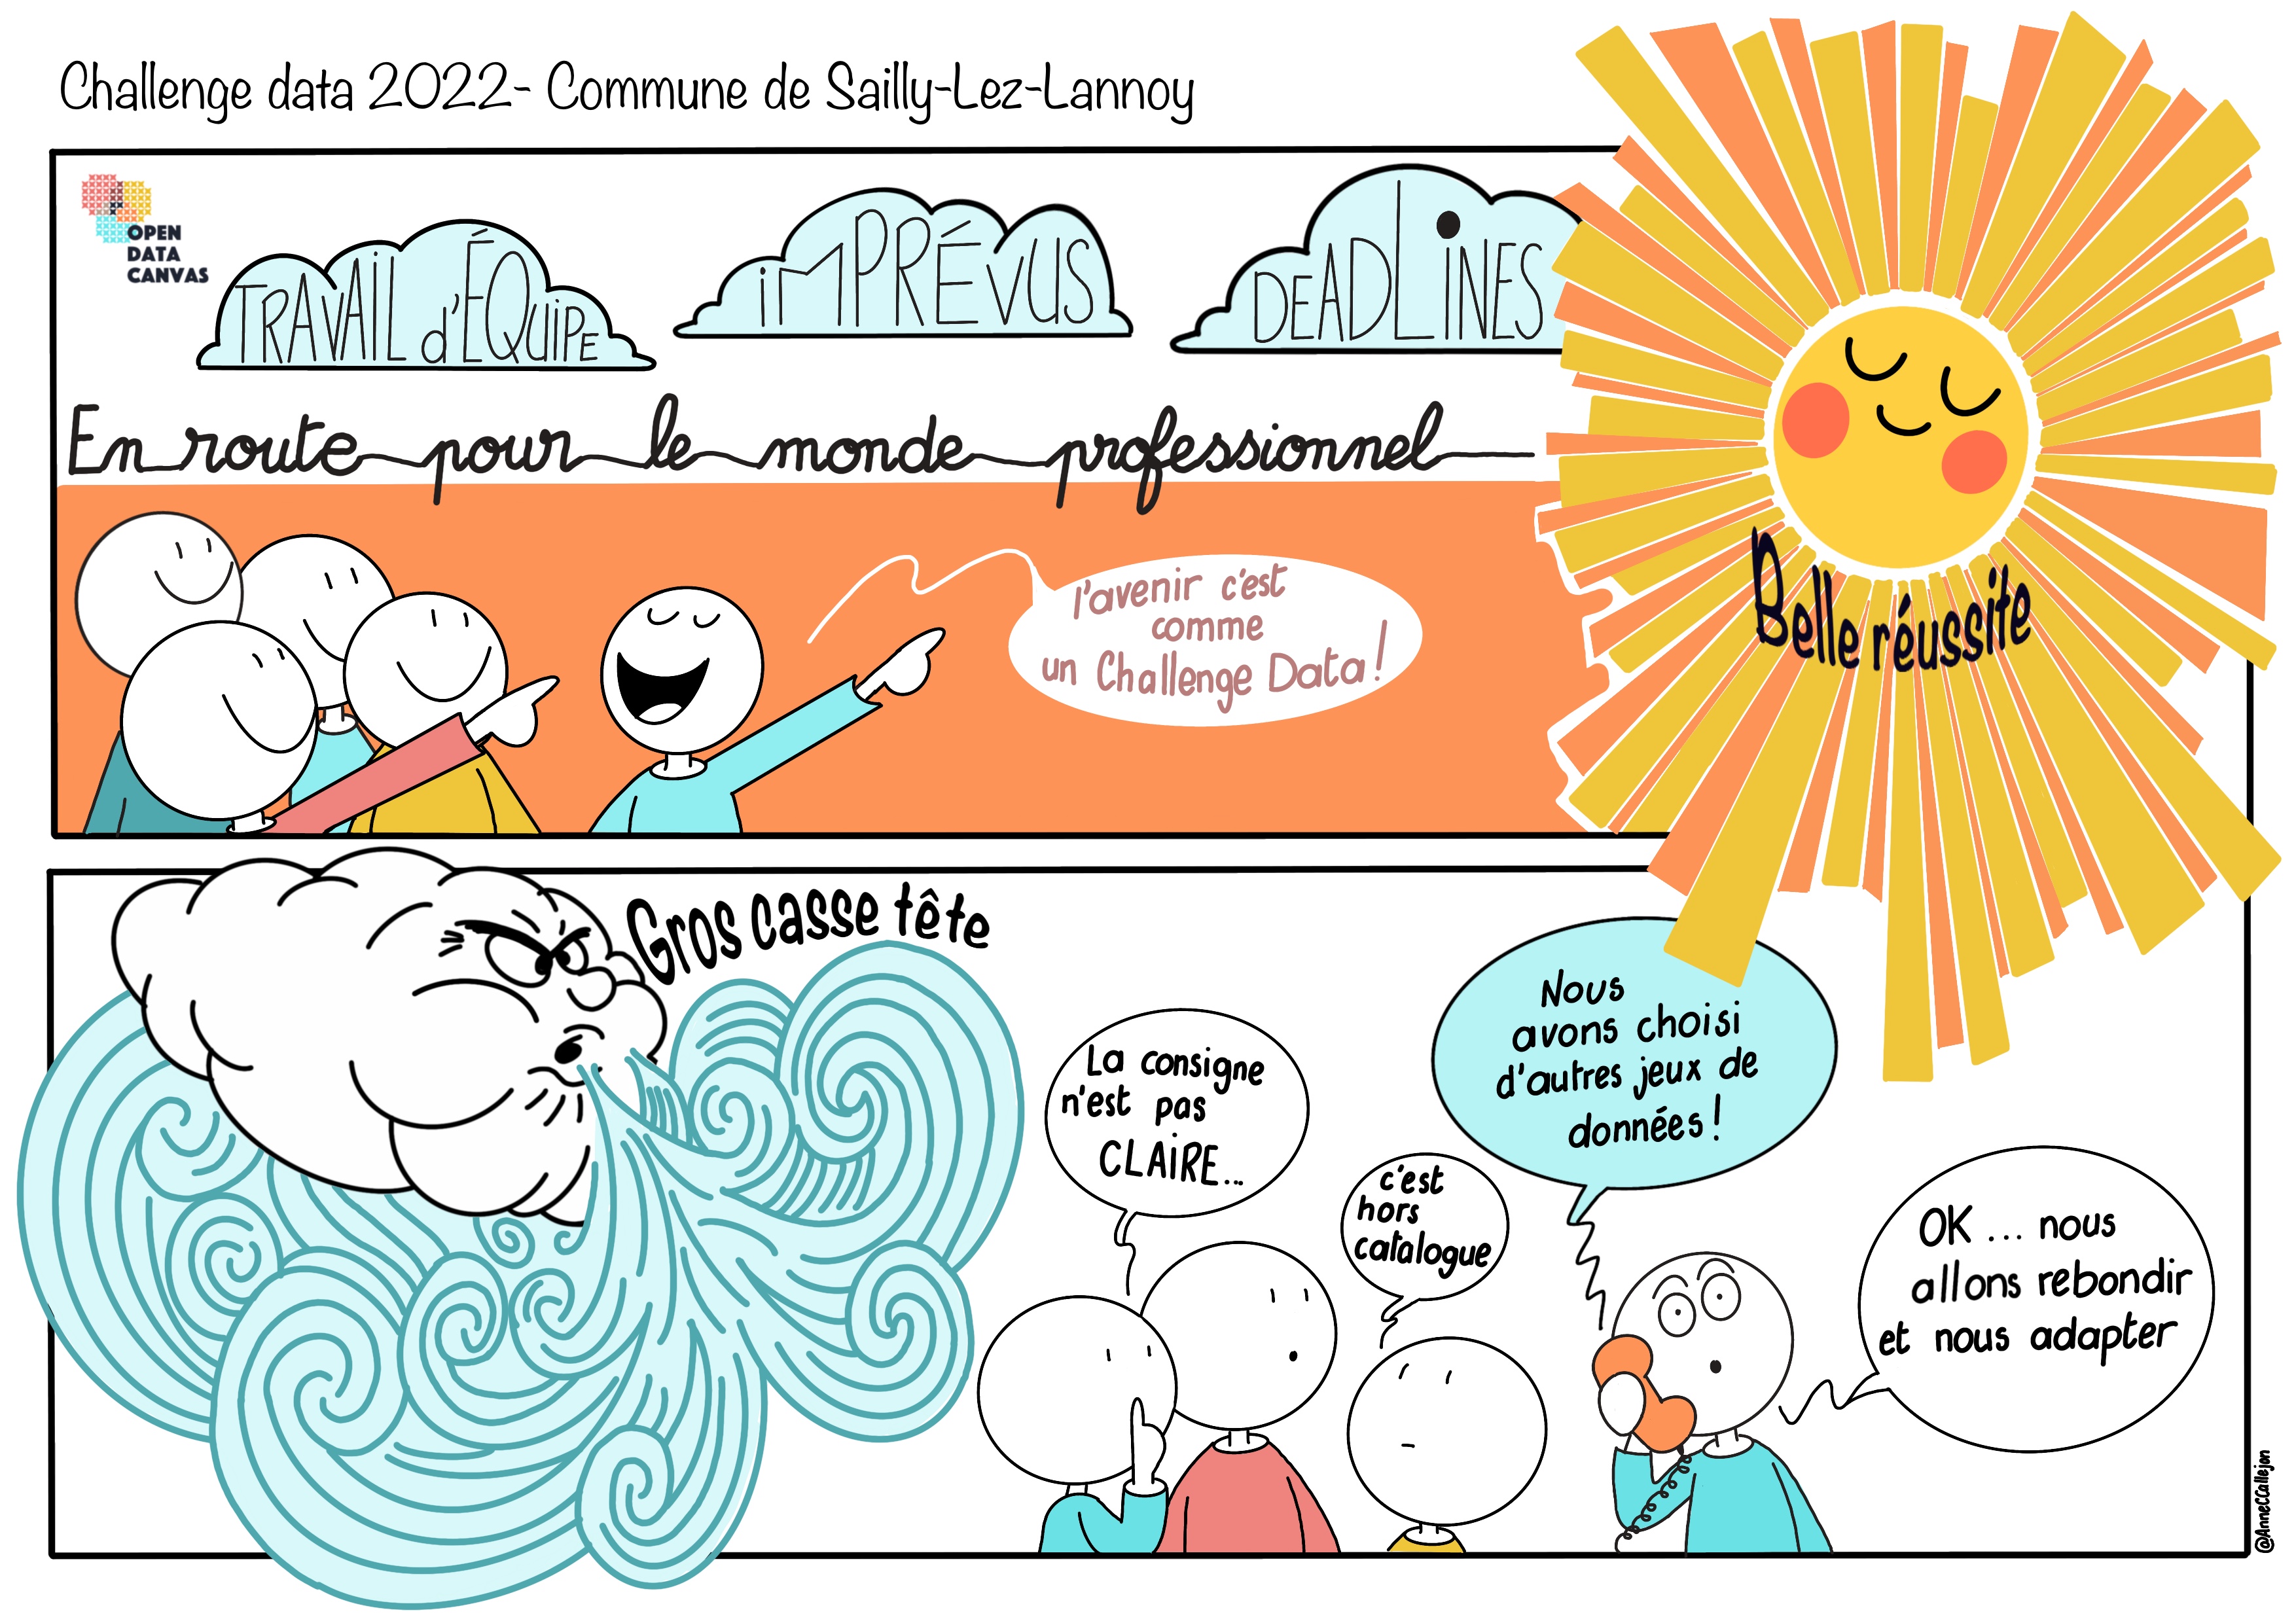 Challenge data 2022- Commune de Sailly-Lez-Lannoy
OPEN
DATA
CANVAS
TRAVAiL d'ÉQuiPE
iMPRÉVUS
DEADLiNES
En route pour le monde professionnel
l'avenir c'est
comme
un Challenge Data!
Belle réussite
Gros casse tête
La consigne
n'est pas
CLAiRE...
c'est
hors
catalogue
Nous
avons choisi
d'autres jeux de
données!
OK ... nous
allons rebondir
et nous adapter
@AnneCCallejon